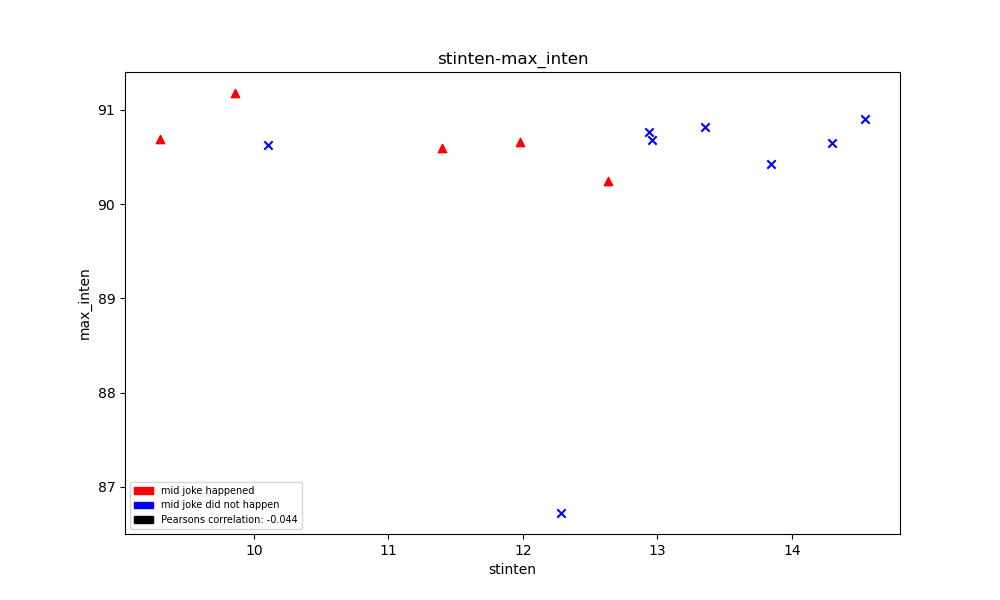 stinten-max_inten
91
90
89
88
87
max_inten
mid joke happened
mid joke did not happen
Pearsons correlation: -0.044
10 11 12 13 14
stinten